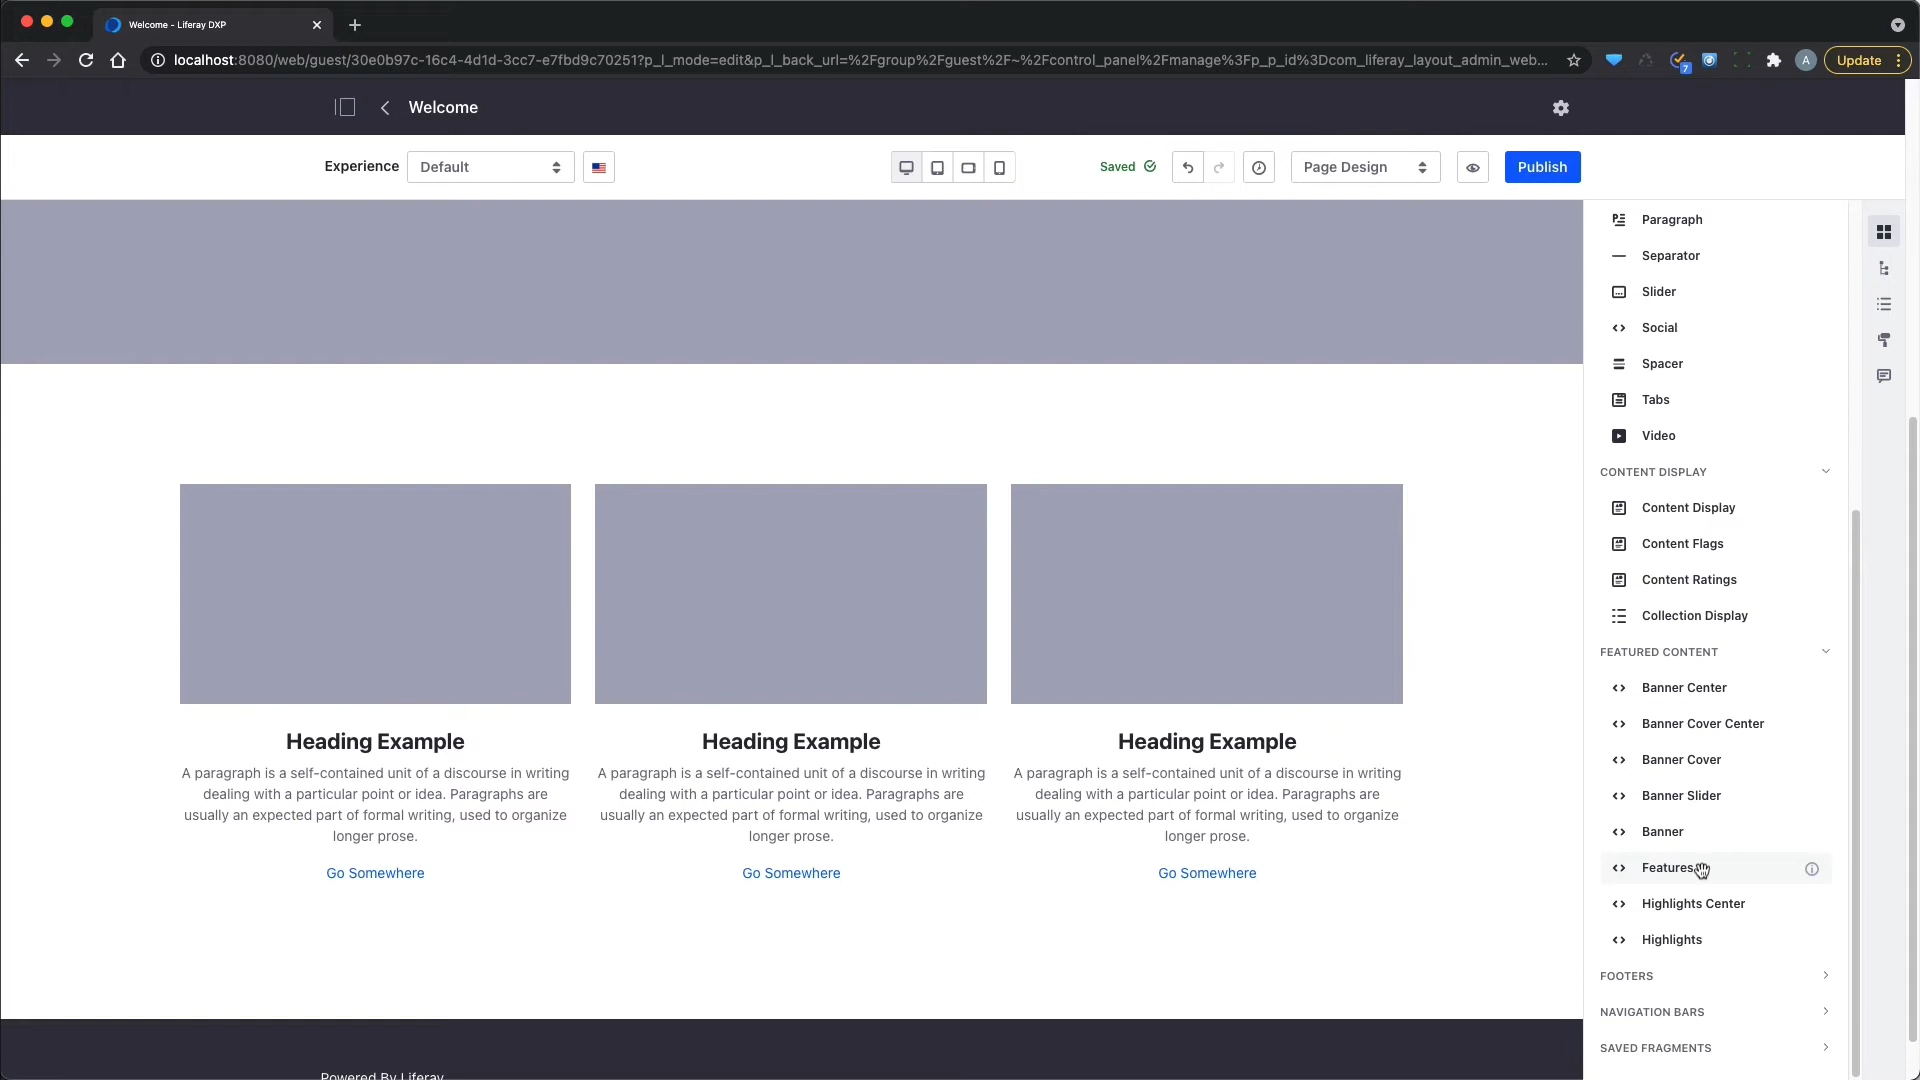 Welcome - Liferay DXP
localhost:8080/web/guest/30e0b97c-16c4-4d1d-3cc7-e7fbd9c70251?p_l_mode=edit&p_l_back_url=%2Fgroup%2Fguest%2F~%2Fcontrol_panel%2Fmanage%3Fp_p_id%3Dcom_liferay_layout_admin_web...
7
A
Update
Welcome
Experience
Default
Saved
Page Design
Publish
Paragraph
Separator
Slider
Social
Spacer
Tabs
Video
CONTENT DISPLAY
Content Display
Content Flags
Content Ratings
Collection Display
FEATURED CONTENT
Banner Center
Banner Cover Center
Banner Cover
Banner Slider
Banner
Features
Highlights Center
Highlights
FOOTERS
NAVIGATION BARS
SAVED FRAGMENTS
Heading Example
A paragraph is a self-contained unit of a discourse in writing
dealing with a particular point or idea. Paragraphs are
usually an expected part of formal writing, used to organize
longer prose.
Go Somewhere
Heading Example
A paragraph is a self-contained unit of a discourse in writing
dealing with a particular point or idea. Paragraphs are
usually an expected part of formal writing, used to organize
longer prose.
Go Somewhere
Heading Example
A paragraph is a self-contained unit of a discourse in writing
dealing with a particular point or idea. Paragraphs are
usually an expected part of formal writing, used to organize
longer prose.
Go Somewhere
Powered By Liferay